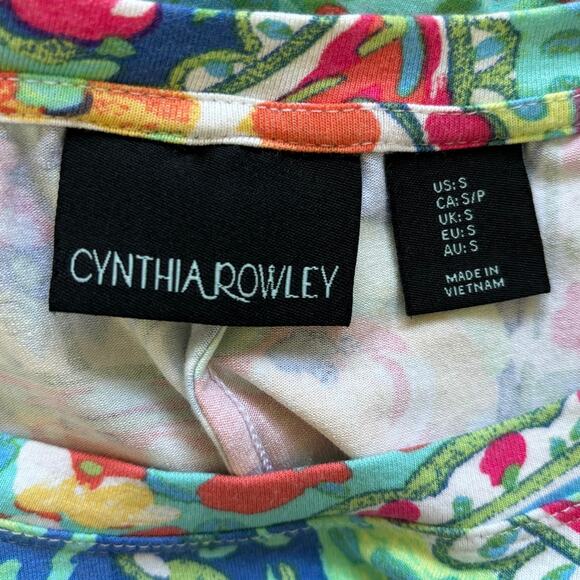 CYNTHIA ROWLEY
US: S
CA: S/P
UK: S
EU: S
AU: S
MADE IN
VIETNAM